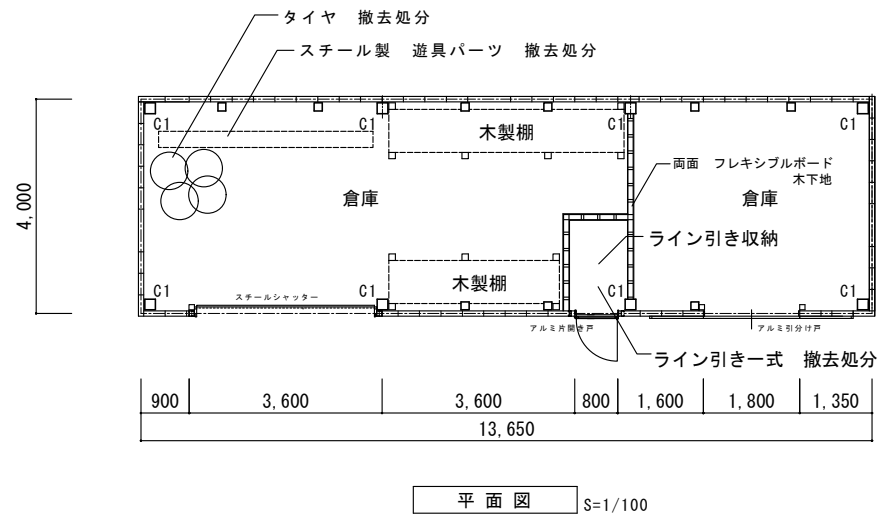 タイヤ 撤去処分
スチール製 遊具パーツ 撤去処分
C1 C1 木製棚 C1 C1
両面 フレキシブルボード
木下地
倉庫 倉庫
4,000
ライン引き収納
木製棚
C1 スチールシャッター C1 C1 C1
アルミ片開き戸 アルミ引分け戸
ライン引き一式 撤去処分
900 3,600 3,600 800 1,600 1,800 1,350
13,650
平面図 S=1/100